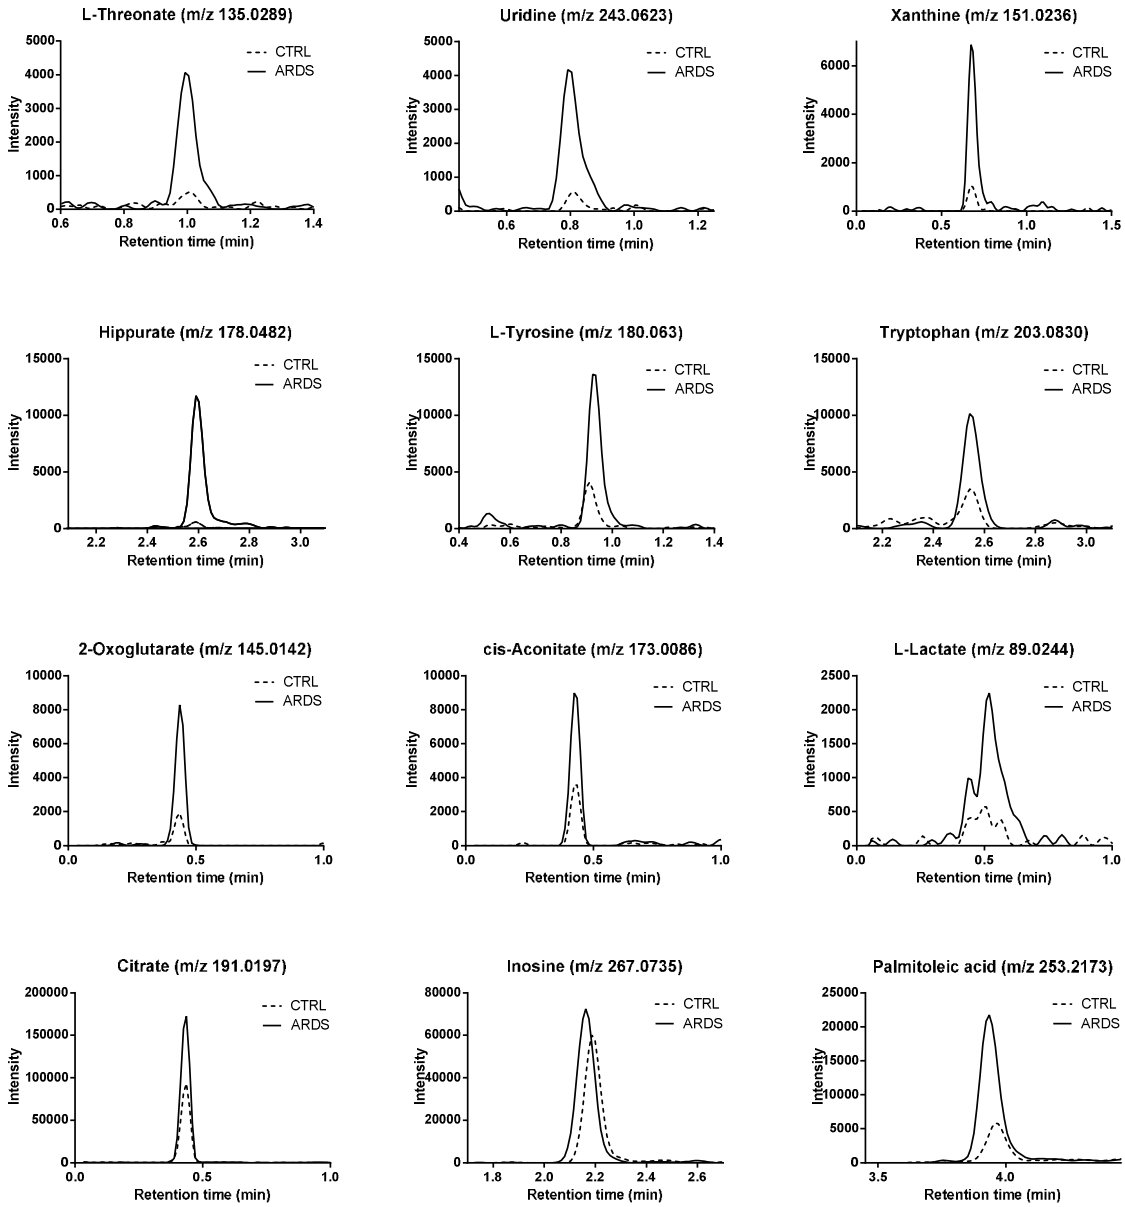 L-Threonate (m/z 135.0289)
CTRL
ARDS
Intensity
5000
4000
3000
2000
1000
0
0.6 0.8 1.0 1.2 1.4
Retention time (min)
Uridine (m/z 243.0623)
CTRL
ARDS
Intensity
5000
4000
3000
2000
1000
0
0.6 0.8 1.0 1.2
Retention time (min)
Xanthine (m/z 151.0236)
CTRL
ARDS
Intensity
6000
4000
2000
0
0.0 0.5 1.0 1.5
Retention time (min)
Hippurate (m/z 178.0482)
CTRL
ARDS
Intensity
15000
10000
5000
0
2.2 2.4 2.6 2.8 3.0
Retention time (min)
L-Tyrosine (m/z 180.063)
CTRL
ARDS
Intensity
15000
10000
5000
0
0.4 0.6 0.8 1.0 1.2 1.4
Retention time (min)
Tryptophan (m/z 203.0830)
CTRL
ARDS
Intensity
15000
10000
5000
0
2.2 2.4 2.6 2.8 3.0
Retention time (min)
2-Oxoglutarate (m/z 145.0142)
CTRL
ARDS
Intensity
10000
8000
6000
4000
2000
0
0.0 0.5 1.0
Retention time (min)
cis-Aconitate (m/z 173.0086)
CTRL
ARDS
Intensity
10000
8000
6000
4000
2000
0
0.0 0.5 1.0
Retention time (min)
L-Lactate (m/z 89.0244)
CTRL
ARDS
Intensity
2500
2000
1500
1000
500
0
0.0 0.5 1.0
Retention time (min)
Citrate (m/z 191.0197)
CTRL
ARDS
Intensity
200000
150000
100000
50000
0
0.0 0.5 1.0
Retention time (min)
Inosine (m/z 267.0735)
CTRL
ARDS
Intensity
80000
60000
40000
20000
0
1.8 2.0 2.2 2.4 2.6
Retention time (min)
Palmitoleic acid (m/z 253.2173)
CTRL
ARDS
Intensity
25000
20000
15000
10000
5000
0
3.5 4.0
Retention time (min)